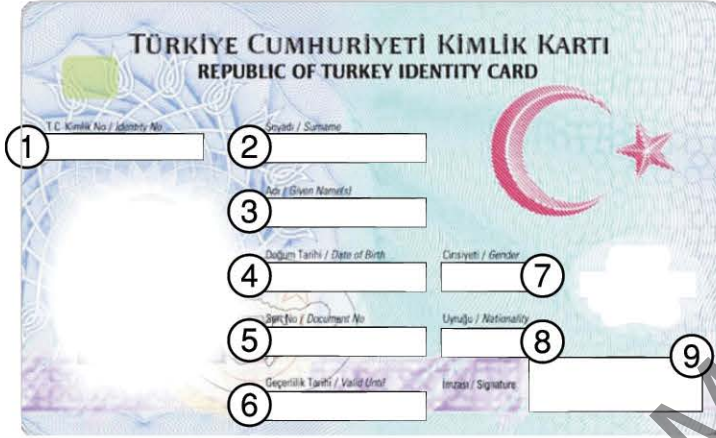 TÜRKİYE CUMHURİYETİ KİMLİK KARTI
REPUBLIC OF TURKEY IDENTITY CARD
T.C. Kimlik No / Identity No
1
Soyadı / Surname
2
Adı / Given Name(s)
3
Doğum Tarihi / Date of Birth
4
Cinsiyeti / Gender
7
Seri No / Document No
5
Uyruğu / Nationality
8
9
Geçerlilik Tarihi / Valid Until
6
İmzası / Signature
M